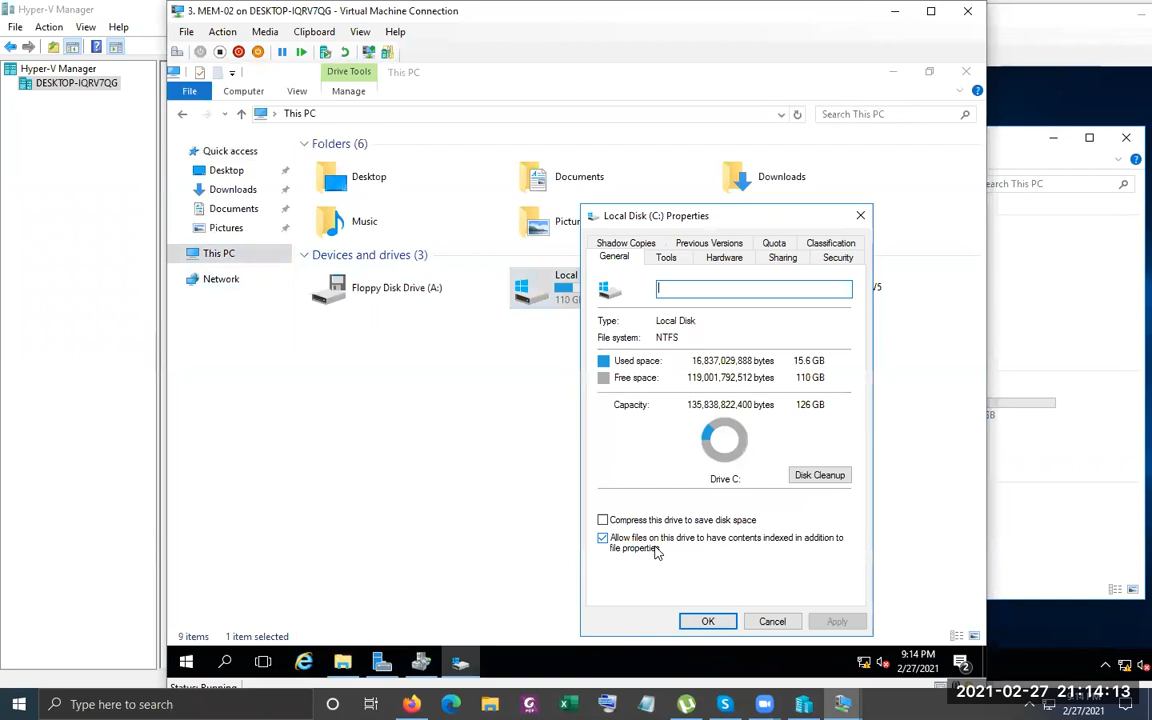 Hyper-V Manager
File Action View Help
Hyper-V Manager
DESKTOP-IQRV7QG
3. MEM-02 on DESKTOP-IQRV7QG - Virtual Machine Connection
File Action Media Clipboard View Help
Drive Tools This PC
File Computer View Manage
This PC
Search This PC
Quick access
Desktop
Downloads
Documents
Pictures
This PC
Network
Folders (6)
Desktop
Documents
Downloads
Music
Devices and drives (3)
Floppy Disk Drive (A:)
Local
110 G
9 items 1 item selected
Local Disk (C:) Properties
Shadow Copies Previous Versions Quota Classification
General Tools Hardware Sharing Security
Type: Local Disk
File system: NTFS
Used space: 16,837,029,888 bytes 15.6 GB
Free space: 119,001,792,512 bytes 110 GB
Capacity: 135,838,822,400 bytes 126 GB
Drive C:
Disk Cleanup
Compress this drive to save disk space
Allow files on this drive to have contents indexed in addition to
file properties
OK Cancel Apply
earch This PC
GB
9:14 PM
2/27/2021
2
Status: Running
Type here to search
2021-02-27 21:14:13
2/27/2021